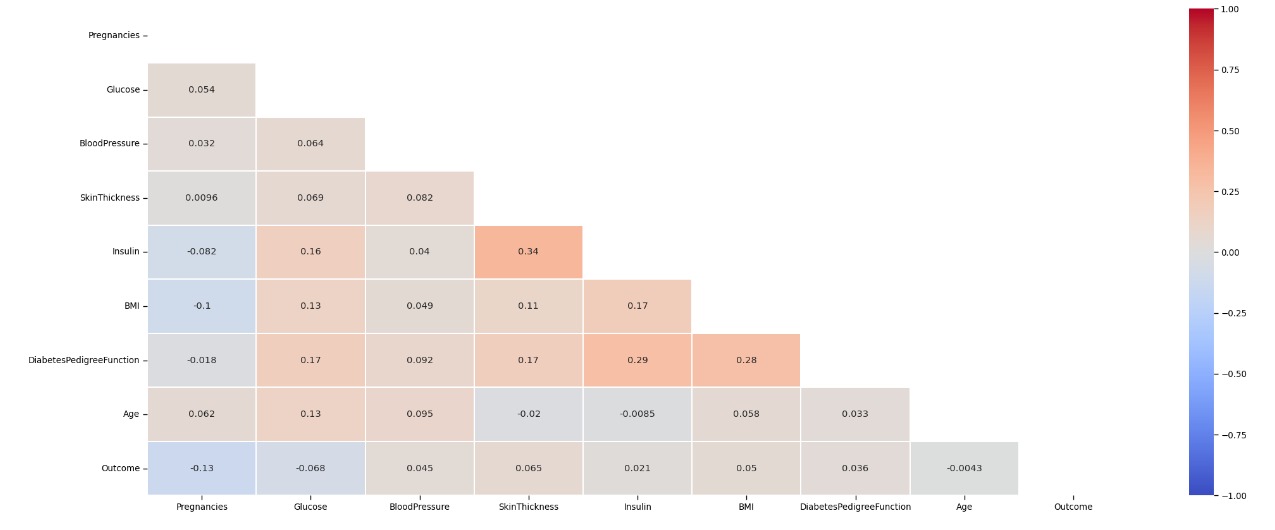 1.00
Pregnancies
0.75
Glucose 0.054
BloodPressure 0.032 0.064
0.50
SkinThickness 0.0096 0.069 0.082
0.25
Insulin -0.082 0.16 0.04 0.34
0.00
BMI -0.1 0.13 0.049 0.11 0.17
−0.25
DiabetesPedigreeFunction -0.018 0.17 0.092 0.17 0.29 0.28
−0.50
Age 0.062 0.13 0.095 -0.02 -0.0085 0.058 0.033
−0.75
Outcome -0.13 -0.068 0.045 0.065 0.021 0.05 0.036 -0.0043
−1.00
Pregnancies Glucose BloodPressure SkinThickness Insulin BMI DiabetesPedigreeFunction Age Outcome